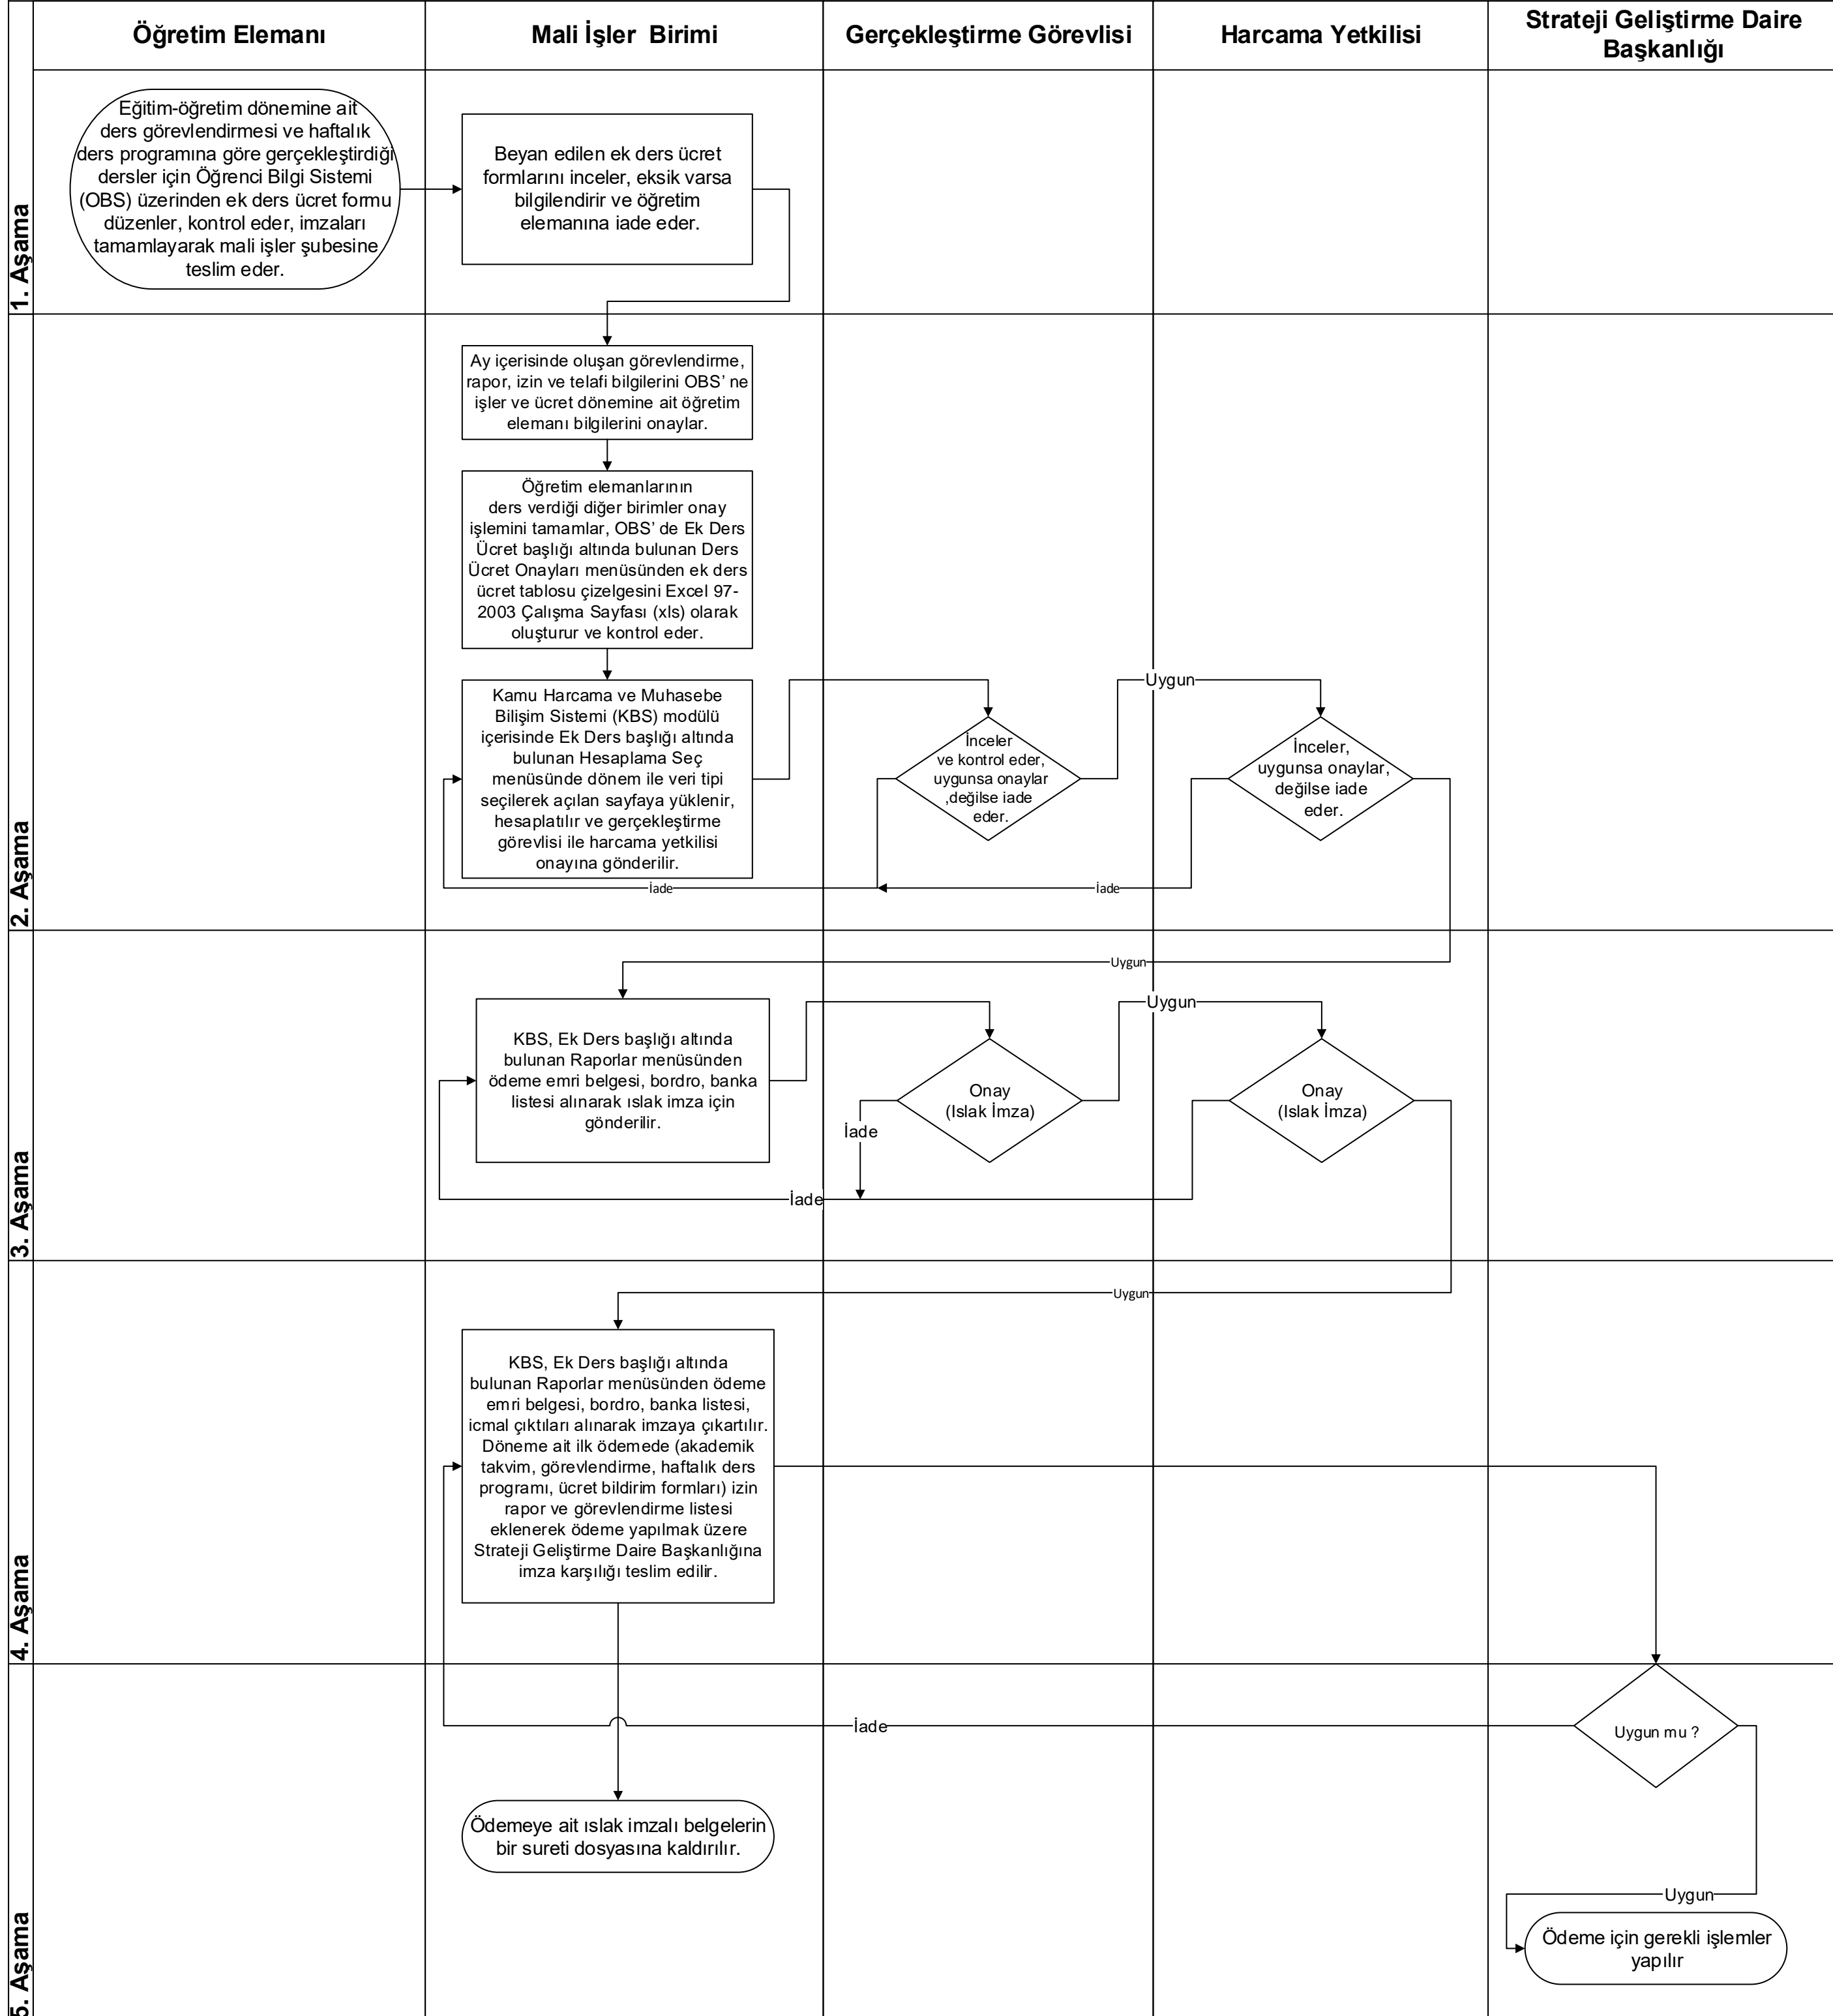 Öğretim Elemanı
Mali İşler  Birimi
Gerçekleştirme Görevlisi
Harcama Yetkilisi
Strateji Geliştirme Daire
Başkanlığı
1. Aşama
Eğitim-öğretim dönemine ait
ders görevlendirmesi ve haftalık
ders programına göre gerçekleştirdiği
dersler için Öğrenci Bilgi Sistemi
(OBS) üzerinden ek ders ücret formu
düzenler, kontrol eder, imzaları
tamamlayarak mali işler şubesine
teslim eder.
Beyan edilen ek ders ücret
formlarını inceler, eksik varsa
bilgilendirir ve öğretim
elemanına iade eder.
2. Aşama
Ay içerisinde oluşan görevlendirme,
rapor, izin ve telafi bilgilerini OBS’ ne
işler ve ücret dönemine ait öğretim
elemanı bilgilerini onaylar.
Öğretim elemanlarının
ders verdiği diğer birimler onay
işlemini tamamlar, OBS’ de Ek Ders
Ücret başlığı altında bulunan Ders
Ücret Onayları menüsünden ek ders
ücret tablosu çizelgesini Excel 97-
2003 Çalışma Sayfası (xls) olarak
oluşturur ve kontrol eder.
Kamu Harcama ve Muhasebe
Bilişim Sistemi (KBS) modülü
içerisinde Ek Ders başlığı altında
bulunan Hesaplama Seç
menüsünde dönem ile veri tipi
seçilerek açılan sayfaya yüklenir,
hesaplatılır ve gerçekleştirme
görevlisi ile harcama yetkilisi
onayına gönderilir.
İnceler
ve kontrol eder,
uygunsa onaylar
,değilse iade
eder.
Uygun
İnceler,
uygunsa onaylar,
değilse iade
eder.
İade
İade
3. Aşama
Uygun
KBS, Ek Ders başlığı altında
bulunan Raporlar menüsünden
ödeme emri belgesi, bordro, banka
listesi alınarak ıslak imza için
gönderilir.
Onay
(Islak İmza)
Uygun
Onay
(Islak İmza)
İade
İade
4. Aşama
Uygun
KBS, Ek Ders başlığı altında
bulunan Raporlar menüsünden ödeme
emri belgesi, bordro, banka listesi,
icmal çıktıları alınarak imzaya çıkartılır.
Döneme ait ilk ödemede (akademik
takvim, görevlendirme, haftalık ders
programı, ücret bildirim formları) izin
rapor ve görevlendirme listesi
eklenerek ödeme yapılmak üzere
Strateji Geliştirme Daire Başkanlığına
imza karşılığı teslim edilir.
5. Aşama
İade
Uygun mu ?
Ödemeye ait ıslak imzalı belgelerin
bir sureti dosyasına kaldırılır.
Uygun
Ödeme için gerekli işlemler
yapılır